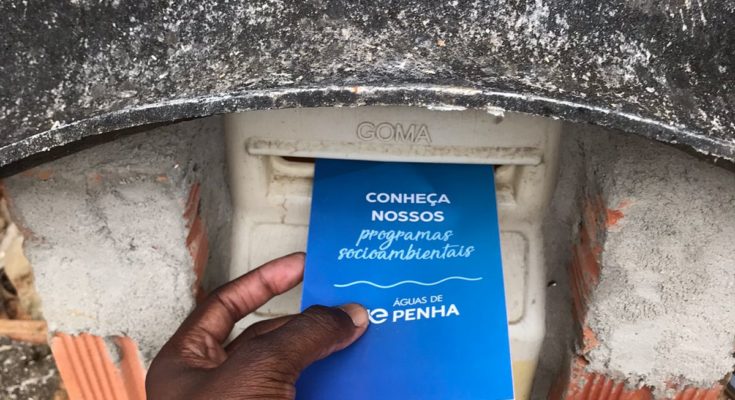 GOMA
CONHEÇA
NOSSOS
programas
socioambientais
ÁGUAS DE
PENHA